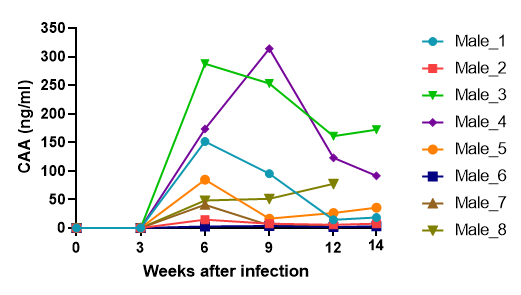 350
300
250
200
150
100
50
0
CAA (ng/ml)
0 3 6 9 12 14
Weeks after infection
Male_1
Male_2
Male_3
Male_4
Male_5
Male_6
Male_7
Male_8